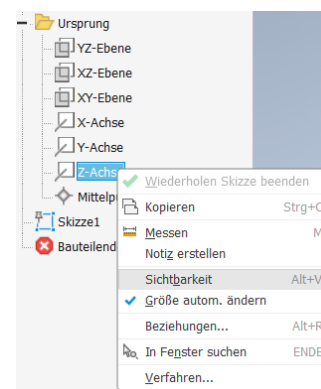 Ursprung
YZ-Ebene
XZ-Ebene
XY-Ebene
X-Achse
Y-Achse
Z-Achs
Mittelp
Skizze1
Bauteilend
Wiederholen Skizze beenden
Kopieren Strg+C
Messen M
Notiz erstellen
Sichtbarkeit Alt+V
Größe autom. ändern
Beziehungen... Alt+R
In Fenster suchen ENDE
Verfahren...